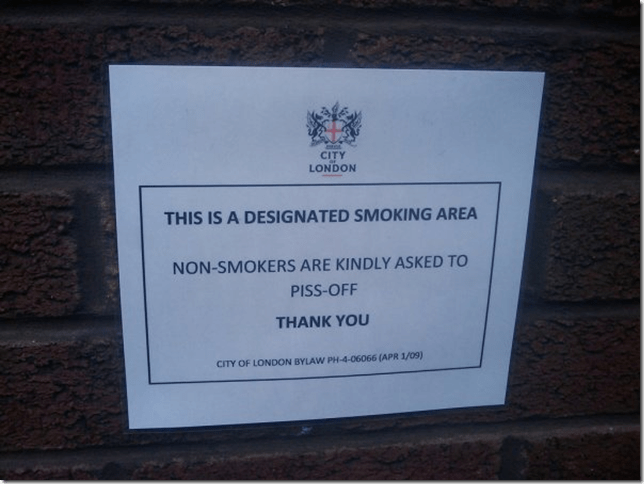 CITY
OF
LONDON
THIS IS A DESIGNATED SMOKING AREA
NON-SMOKERS ARE KINDLY ASKED TO
PISS-OFF
THANK YOU
CITY OF LONDON BYLAW PH-4-06066 (APR 1/09)